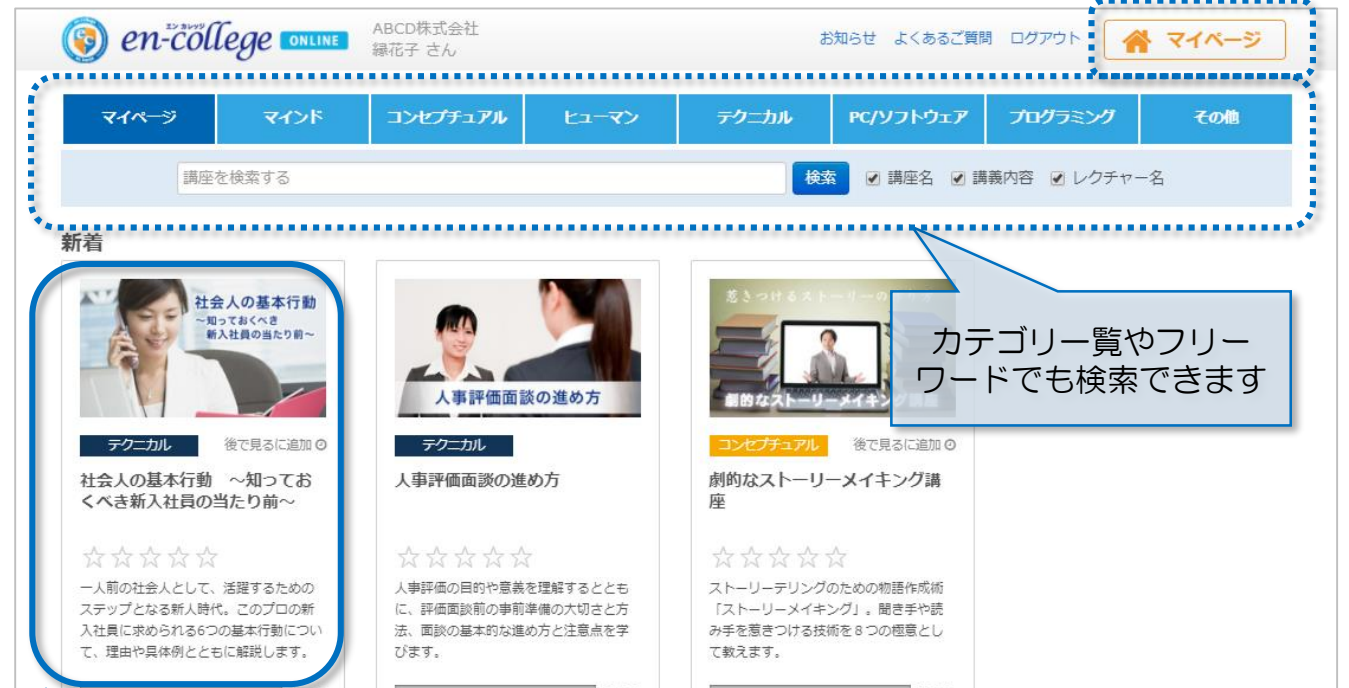 エン カレッジ
en-college ONLINE
ABCD株式会社
縁花子 さん
お知らせ よくあるご質問 ログアウト
マイページ
マイページ マインド コンセプチュアル ヒューマン テクニカル PC/ソフトウェア プログラミング その他
講座を検索する 検索 講座名 講義内容 レクチャー名
新着
カテゴリ一覧やフリー
ワードでも検索できます
社会人の基本行動
~知っておくべき
新入社員の当たり前~
テクニカル 後で見るに追加
社会人の基本行動 ~知ってお
くべき新入社員の当たり前~
☆☆☆☆☆
一人前の社会人として、活躍するための
ステップとなる新人時代。このプロの新
入社員に求められる6つの基本行動につい
て、理由や具体例とともに解説します。
人事評価面談の進め方
テクニカル
人事評価面談の進め方
☆☆☆☆☆
人事評価の目的や意義を理解するととも
に、評価面談前の事前準備の大切さと方
法、面談の基本的な進め方と注意点を学
びます。
惹きつけるストーリーの
劇的なストーリーメイキング
コンセプチュアル 後で見るに追加
劇的なストーリーメイキング講
座
☆☆☆☆☆
ストーリーテリングのための物語作成術
「ストーリーメイキング」。聞き手や読
み手を惹きつける技術を8つの極意とし
て教えます。